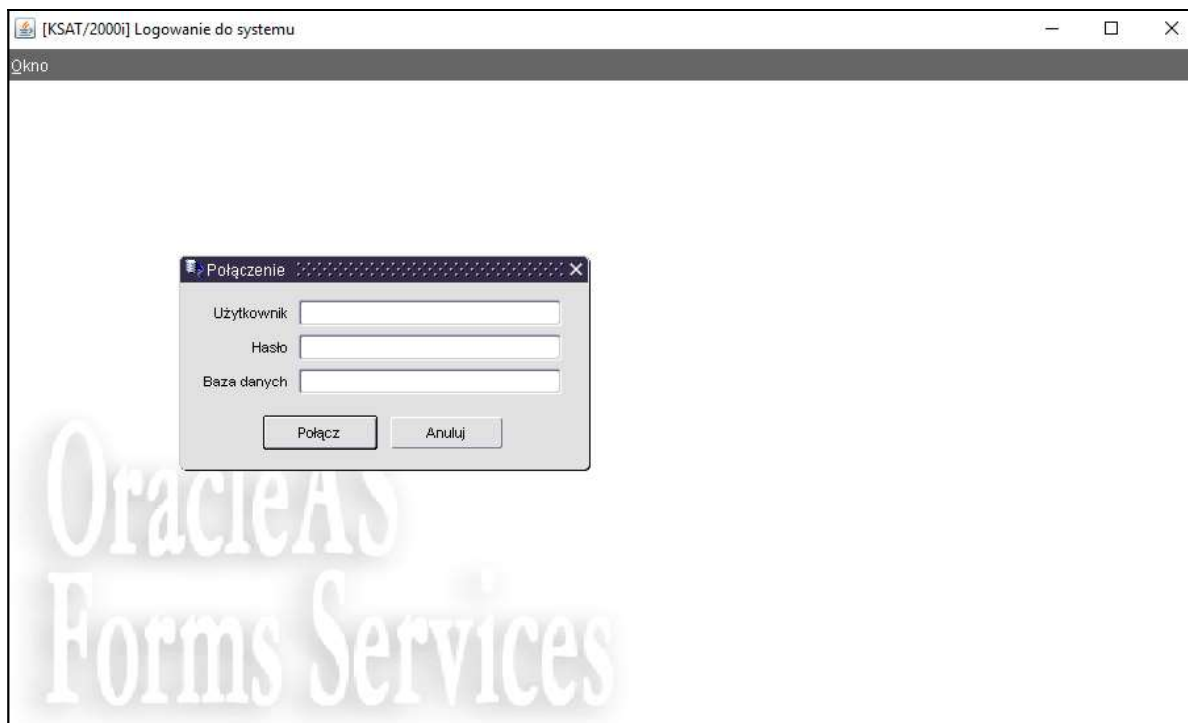 [KSAT/2000i] Logowanie do systemu
Okno
Połączenie
Użytkownik
Hasło
Baza danych
Połącz Anuluj
OracleAS
Forms Services